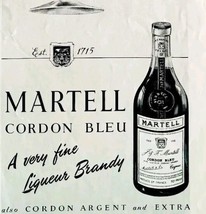 Est. 1715
MARTELL
CORDON BLEU
A very fine
Liqueur Brandy
MARTELL
CORDON BLEU
also CORDON ARGENT and EXTRA